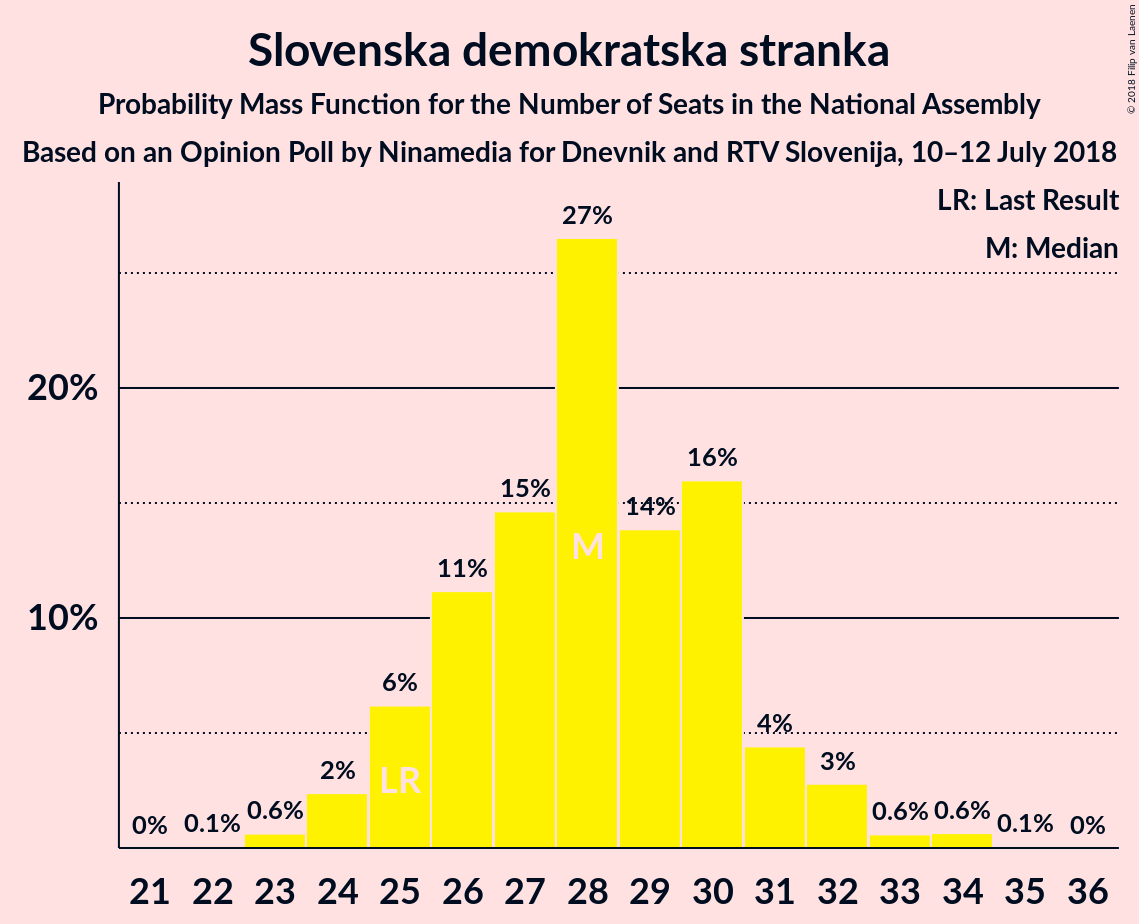 Slovenska demokratska stranka
Probability Mass Function for the Number of Seats in the National Assembly
Based on an Opinion Poll by Ninamedia for Dnevnik and RTV Slovenija, 10–12 July 2018
© 2018 Filip van Laenen
LR: Last Result
M: Median
20%
10%
0%
0.1%
0.6%
2%
6%
11%
15%
27%
14%
16%
4%
3%
0.6%
0.6%
0.1%
0%
LR
M
21 22 23 24 25 26 27 28 29 30 31 32 33 34 35 36